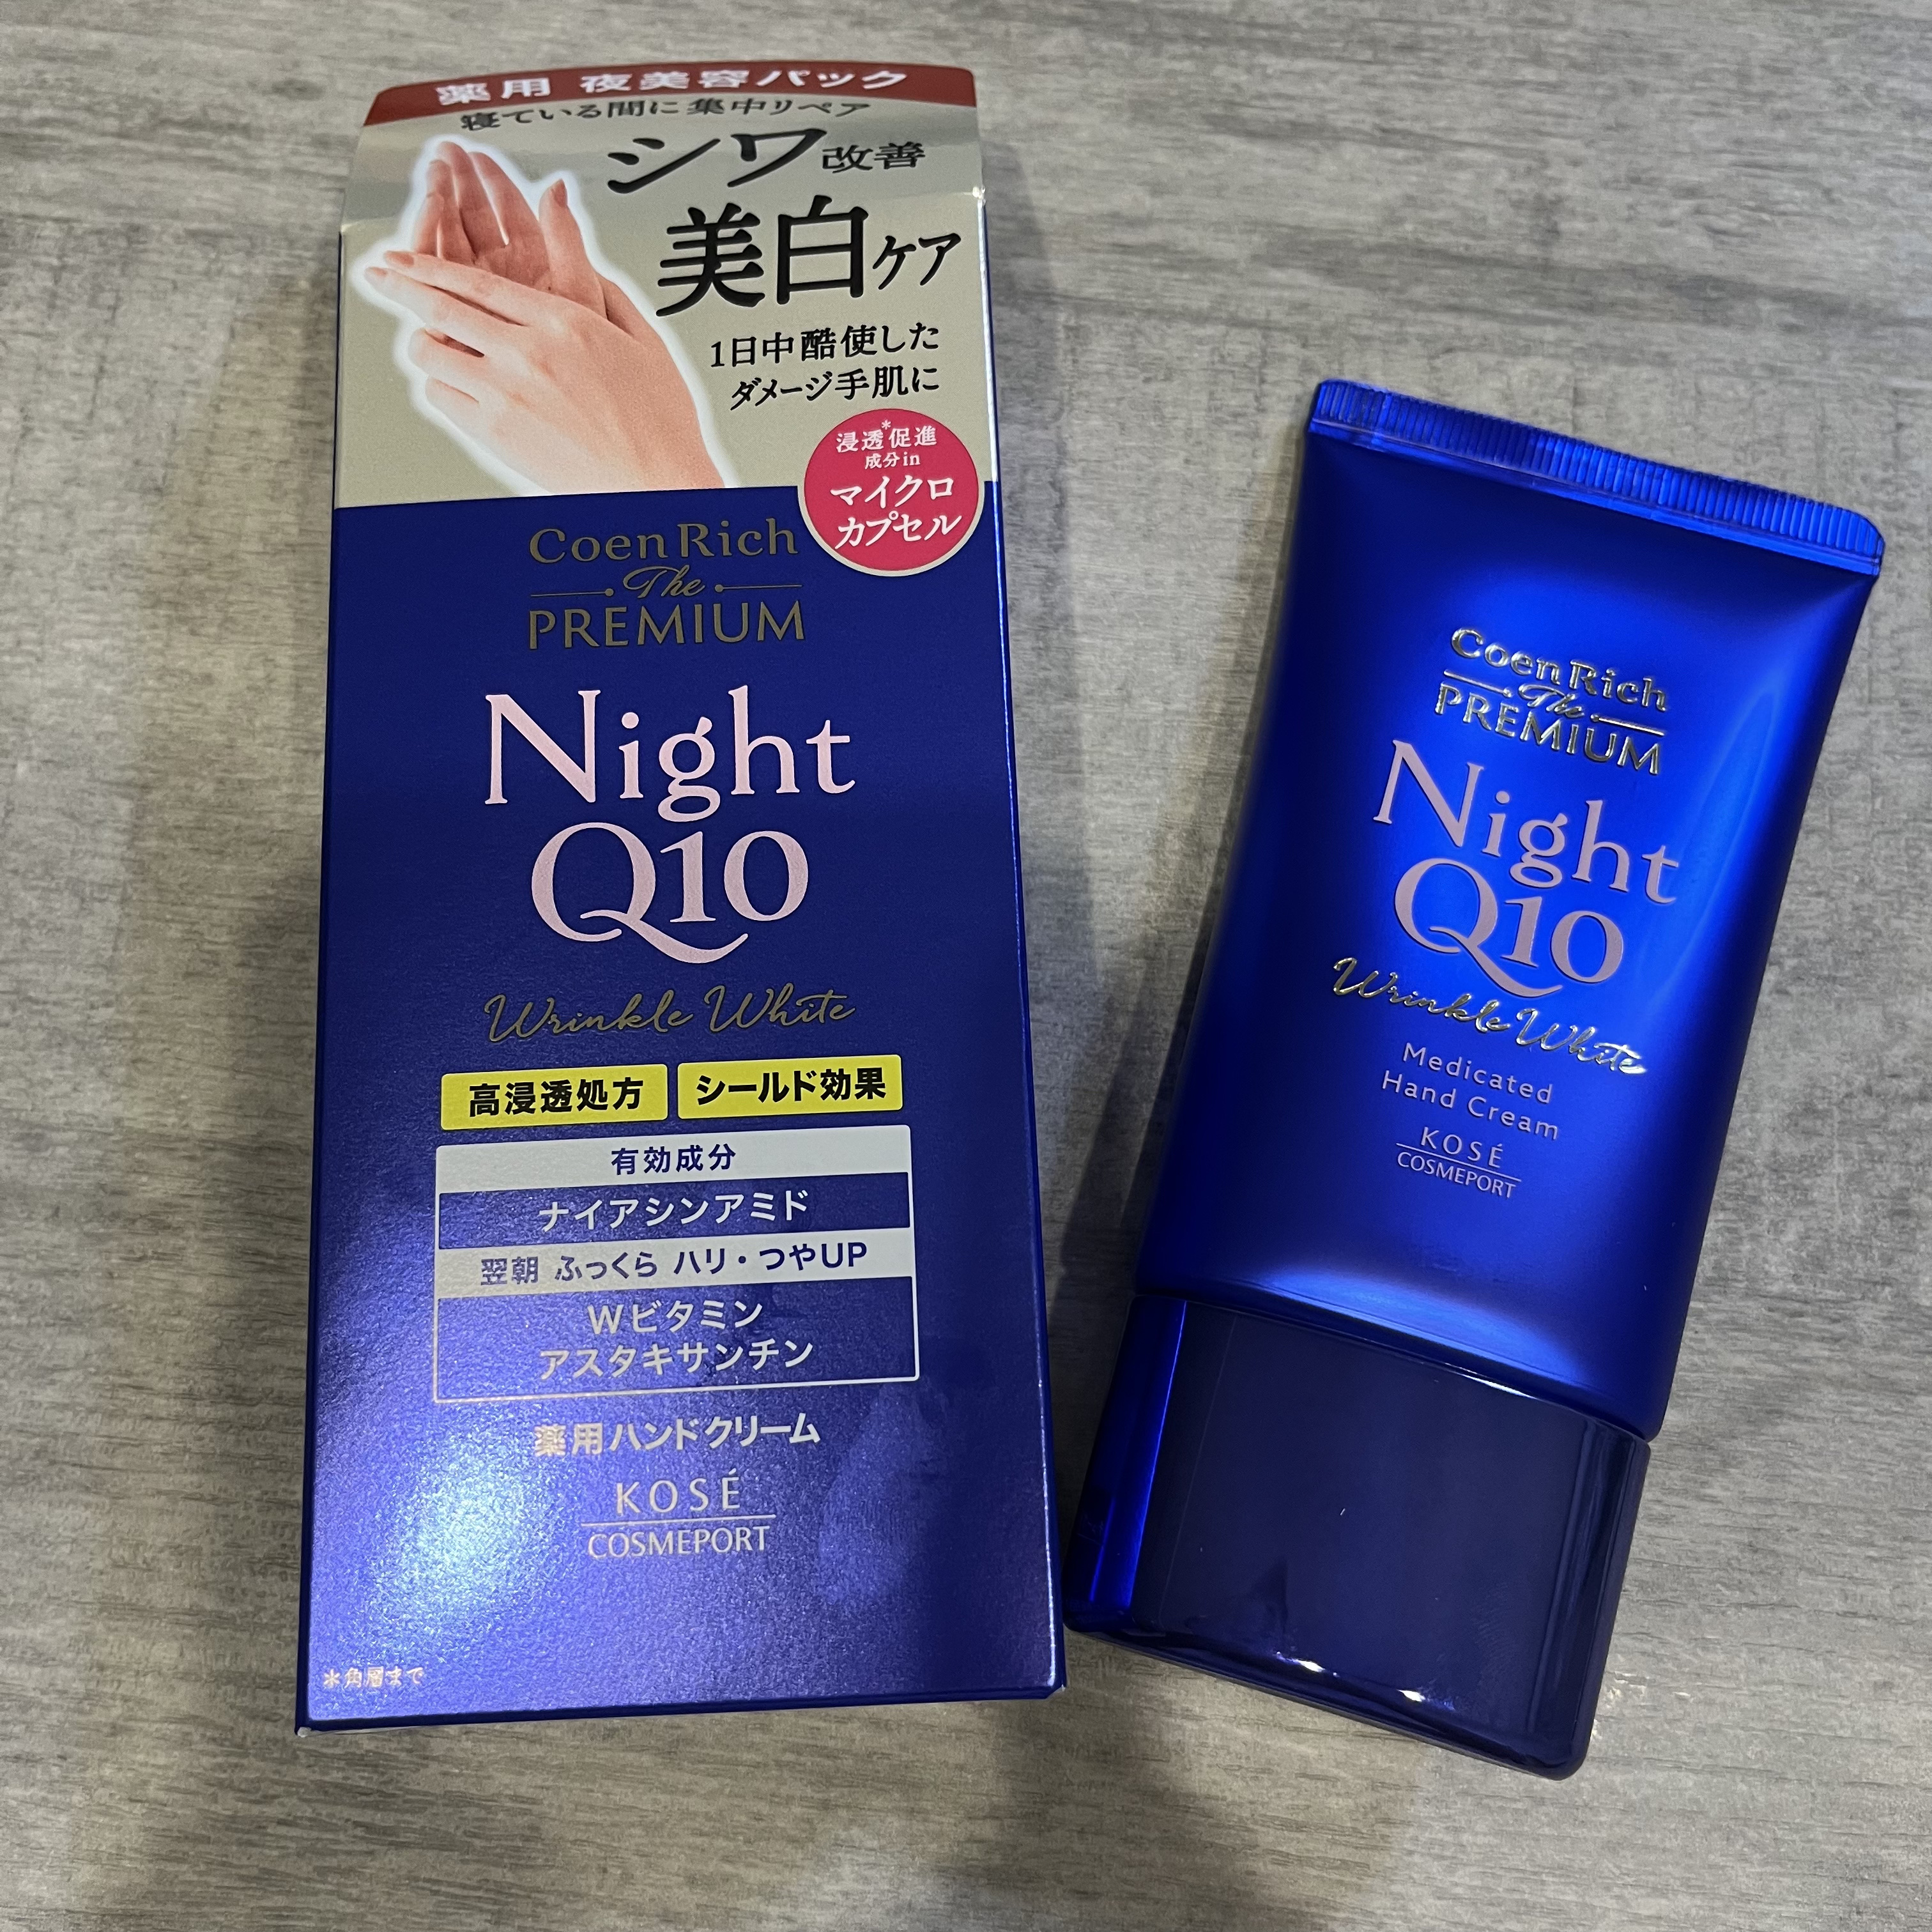 薬用 夜美容パック
寝ている間に集中リペア
シワ改善
美白ケア
1日中酷使した
ダメージ手肌に
浸透*促進
成分in
マイクロ
カプセル
Coen Rich
The
PREMIUM
Night
Q10
Wrinkle White
高浸透処方 シールド効果
有効成分
ナイアシンアミド
翌朝 ふっくら ハリ・つやUP
Wビタミン
アスタキサンチン
薬用ハンドクリーム
KOSÉ
COSMEPORT
*角層まで
Coen Rich
The
PREMIUM
Night
Q10
Wrinkle White
Medicated
Hand Cream
KOSÉ
COSMEPORT